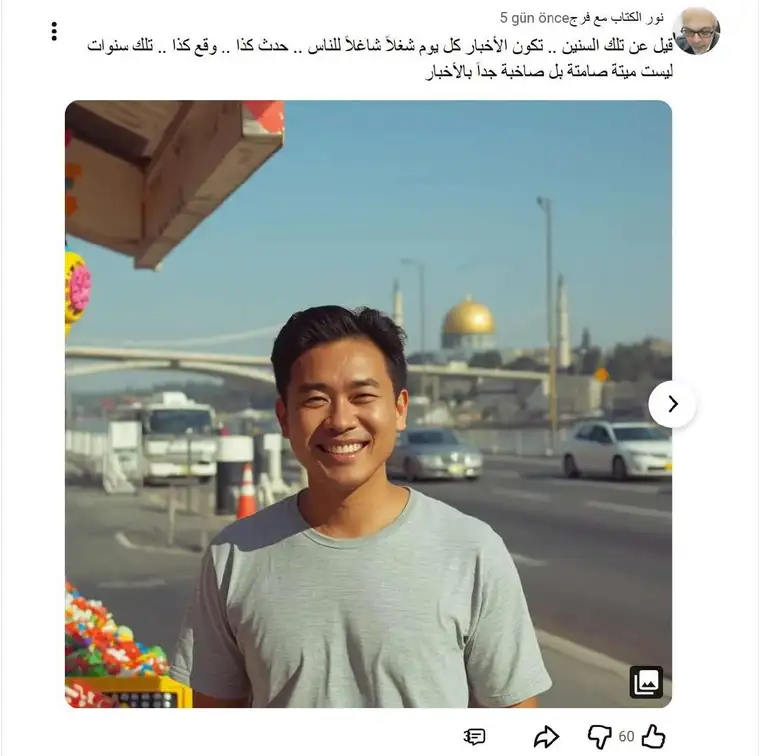 نور الكتاب مع فرج 5 gün önce
قيل عن تلك السنين .. تكون الأخبار كل يوم شغلاً شاغلاً للناس .. حدث كذا .. وقع كذا .. تلك سنوات
ليست ميتة صامتة بل صاخبة جداً بالأخبار
60
3